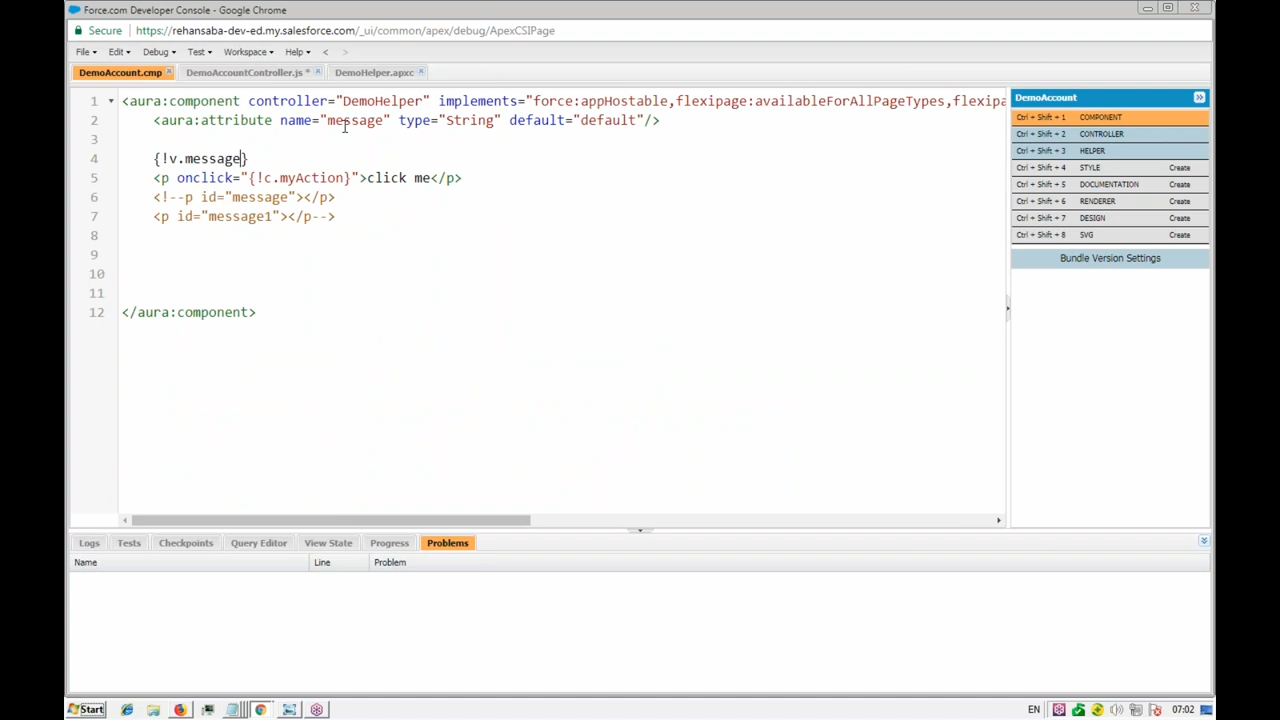 Force.com Developer Console - Google Chrome
Secure https://rehansaba-dev-ed.my.salesforce.com/_ui/common/apex/debug/ApexCSIPage
File Edit Debug Test Workspace Help < >
DemoAccount.cmp DemoAccountController.js * DemoHelper.apxc
1 <aura:component controller="DemoHelper" implements="force:appHostable,flexipage:availableForAllPageTypes,flexipa
2 <aura:attribute name="message" type="String" default="default"/>
3
4 {!v.message}
5 <p onclick="{!c.myAction}">click me</p>
6 <!--p id="message"></p>
7 <p id="message1"></p-->
8
9
10
11
12 </aura:component>
DemoAccount
Ctrl + Shift + 1 COMPONENT
Ctrl + Shift + 2 CONTROLLER
Ctrl + Shift + 3 HELPER
Ctrl + Shift + 4 STYLE Create
Ctrl + Shift + 5 DOCUMENTATION Create
Ctrl + Shift + 6 RENDERER Create
Ctrl + Shift + 7 DESIGN Create
Ctrl + Shift + 8 SVG Create
Bundle Version Settings
Logs Tests Checkpoints Query Editor View State Progress Problems
Name Line Problem
Start EN 07:02